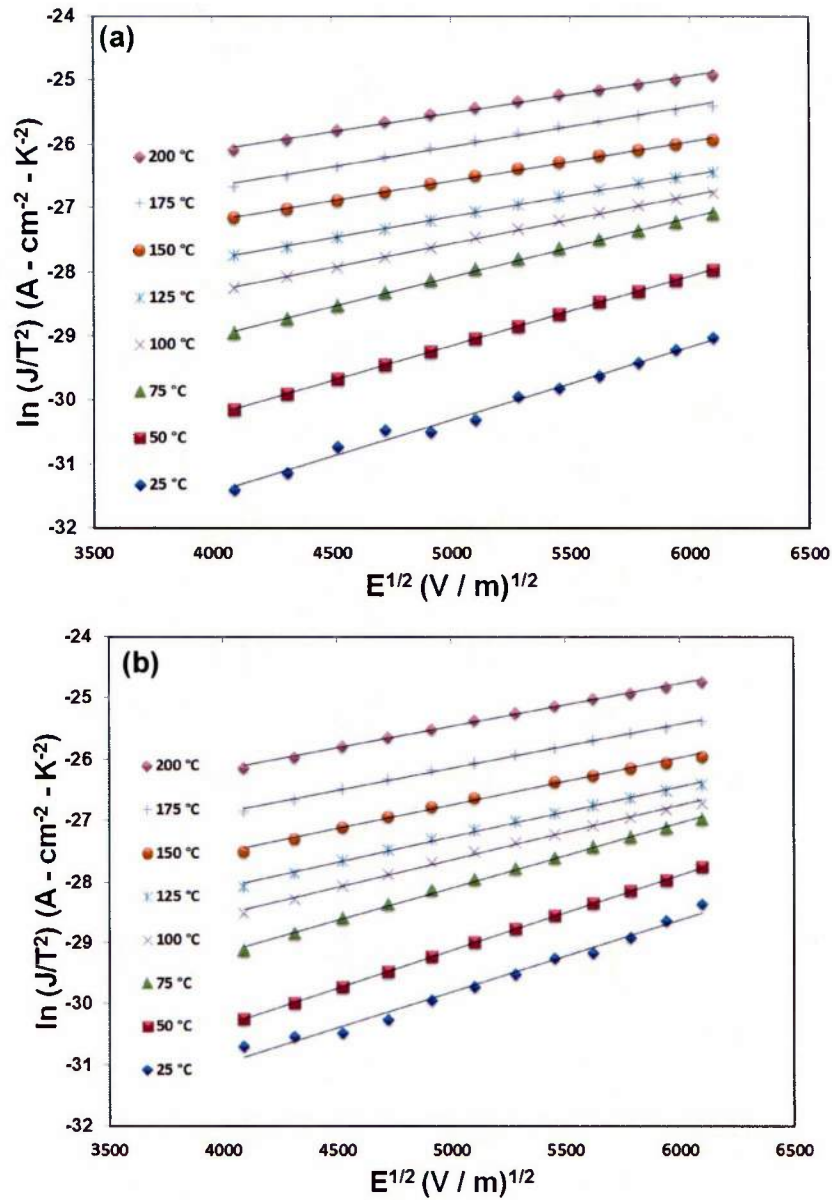 (a)
-24
-25
-26
-27
-28
-29
-30
-31
-32
ln (J/T²) (A - cm⁻² - K⁻²)
200 °C
175 °C
150 °C
125 °C
100 °C
75 °C
50 °C
25 °C
3500 4000 4500 5000 5500 6000 6500
E¹/² (V / m)¹/²
(b)
-24
-25
-26
-27
-28
-29
-30
-31
-32
ln (J/T²) (A - cm⁻² - K⁻²)
200 °C
175 °C
150 °C
125 °C
100 °C
75 °C
50 °C
25 °C
3500 4000 4500 5000 5500 6000 6500
E¹/² (V / m)¹/²